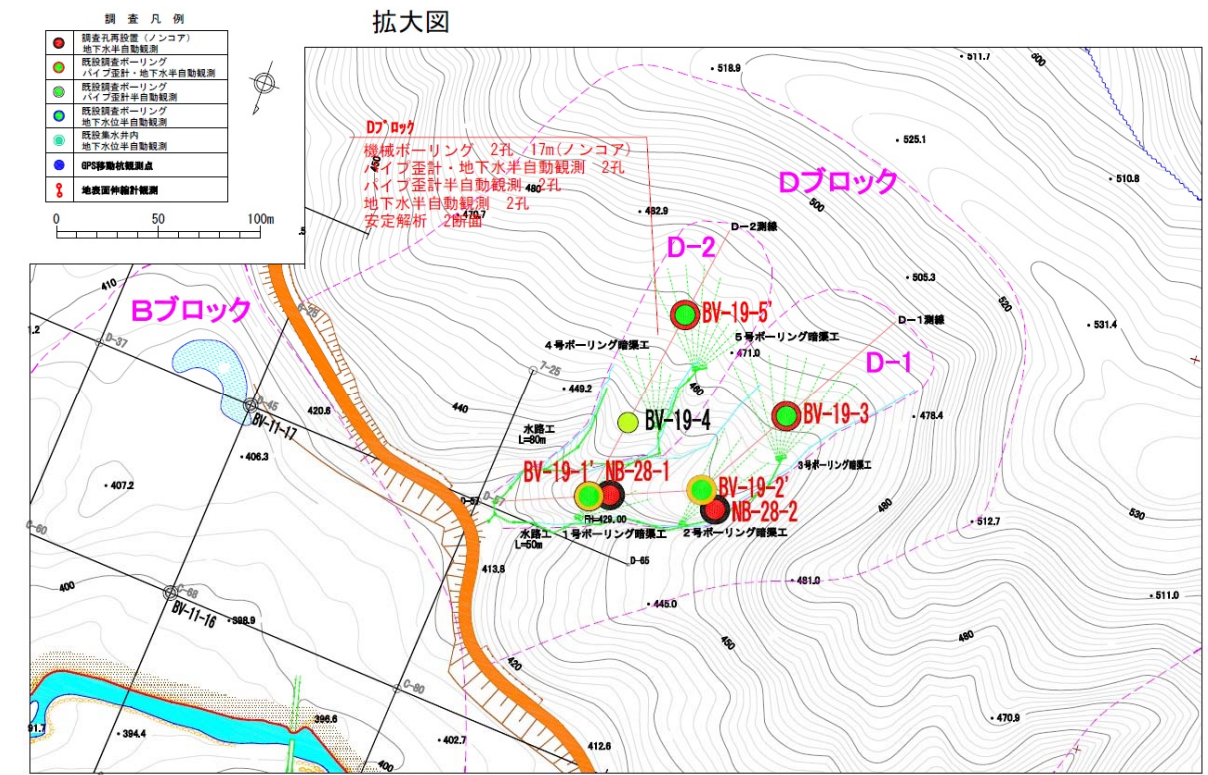 拡大図
調 査 凡 例
調査孔再設置（ノンコア）
地下水半自動観測
既設調査ボーリング
パイプ歪計・地下水半自動観測
既設調査ボーリング
パイプ歪計半自動観測
既設調査ボーリング
地下水位半自動観測
既設集水井内
地下水位半自動観測
GPS移動杭観測点
地表面伸縮計観測
0 50 100m
Dブロック
機械ボーリング 2孔 17m(ノンコア)
パイプ歪計・地下水半自動観測 2孔
パイプ歪計半自動観測 2孔
地下水半自動観測 2孔
安定解析 2断面
518.9
511.7
500
525.1
510.8
450
480
482.9
Dブロック
500
D-2
D-2測線
505.3
520
531.4
410
Bブロック
D-37
BV-19-5'
4号ボーリング暗渠工
5号ボーリング暗渠工
471.0
D-1測線
D-1
7-25
449.2
460
440
BV-19-4
BV-19-3
478.4
D-45
BV-11-17
420.6
水路工
L=80m
406.3
407.2
3号ボーリング暗渠工
BV-19-1'
NB-28-1
BV-19-2'
NB-28-2
D-57
D-57
FH=429.00
水路工
L=50m
1号ボーリング暗渠工
2号ボーリング暗渠工
480
530
512.7
C-60
D-65
413.8
481.0
511.0
400
C-68
BV-11-16
398.9
445.0
450
480
420
C-80
396.6
470.9
394.4
402.7
412.6
400